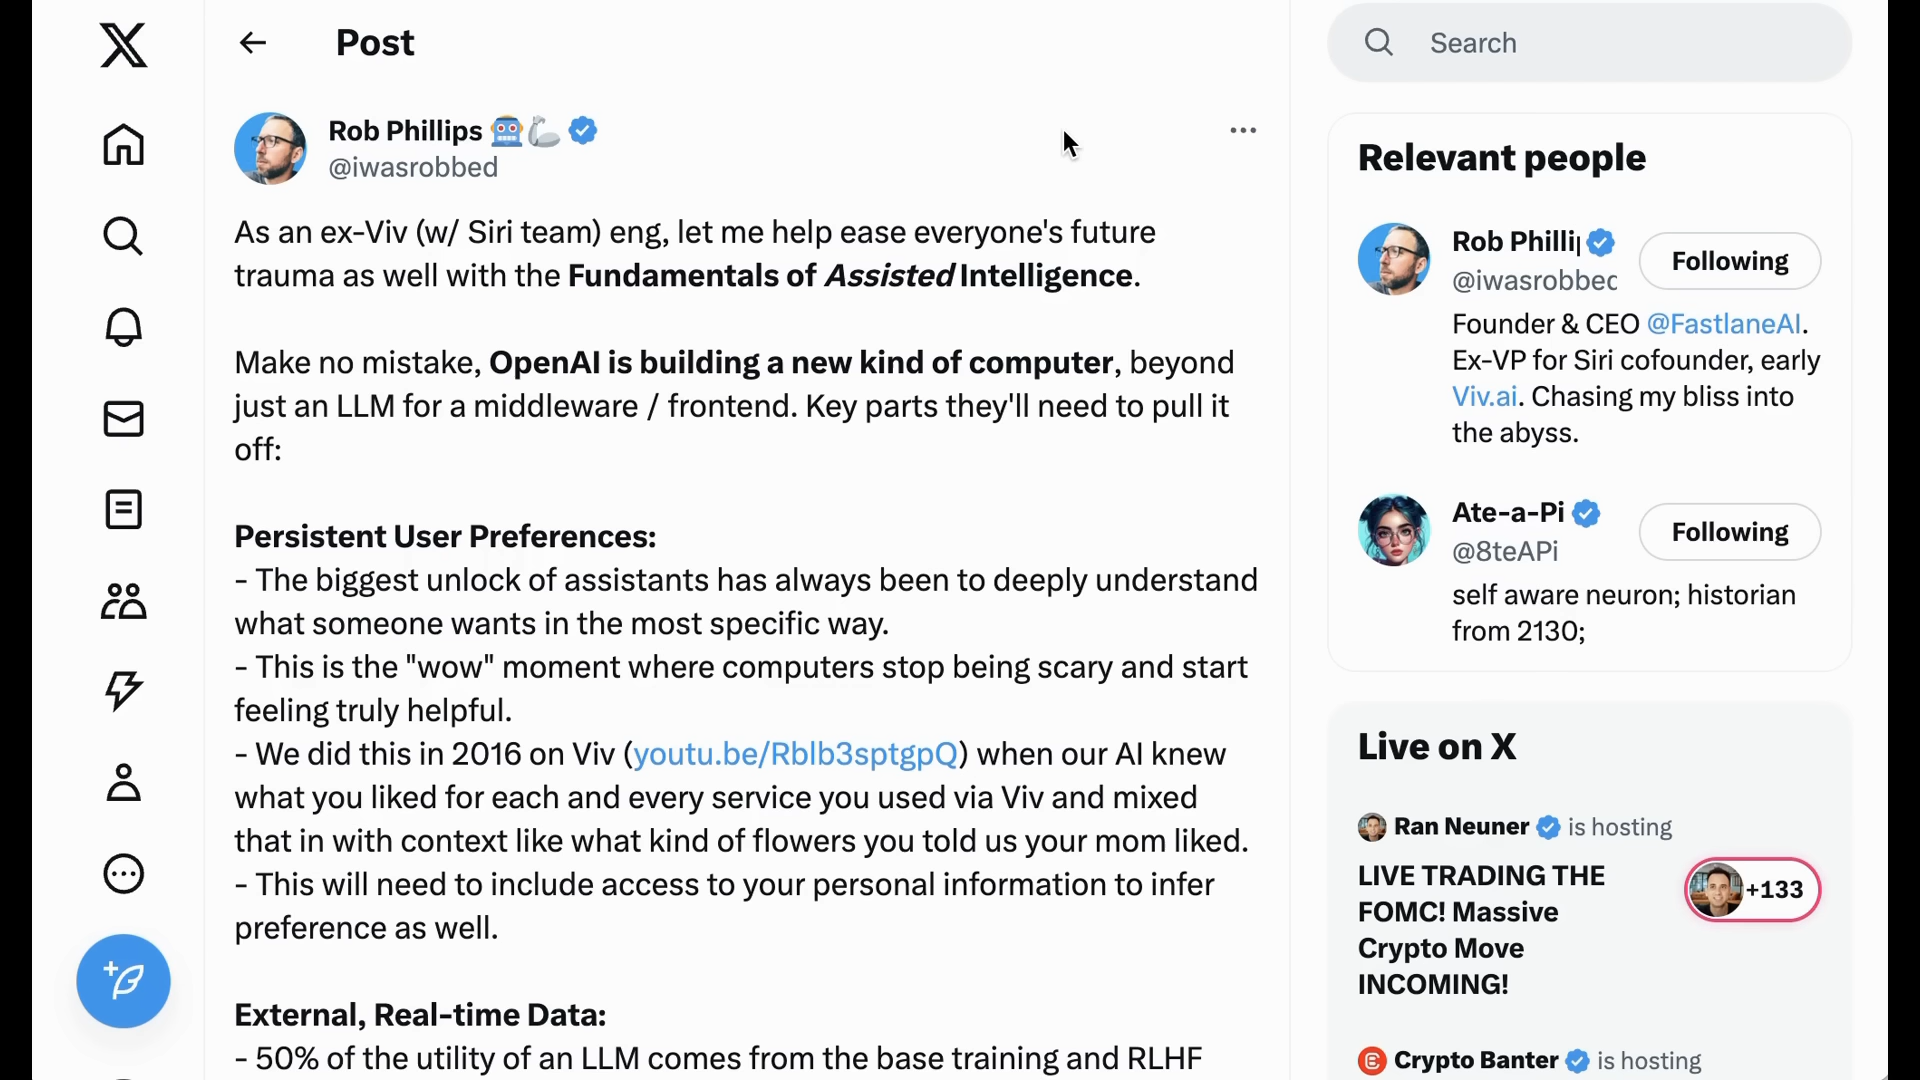 Post
Rob Phillips 🤖🦾
@iwasrobbed
As an ex-Viv (w/ Siri team) eng, let me help ease everyone's future
trauma as well with the Fundamentals of Assisted Intelligence.
Make no mistake, OpenAI is building a new kind of computer, beyond
just an LLM for a middleware / frontend. Key parts they'll need to pull it
off:
Persistent User Preferences:
- The biggest unlock of assistants has always been to deeply understand
what someone wants in the most specific way.
- This is the "wow" moment where computers stop being scary and start
feeling truly helpful.
- We did this in 2016 on Viv (youtu.be/Rblb3sptgpQ) when our AI knew
what you liked for each and every service you used via Viv and mixed
that in with context like what kind of flowers you told us your mom liked.
- This will need to include access to your personal information to infer
preference as well.
External, Real-time Data:
- 50% of the utility of an LLM comes from the base training and RLHF
Search
Relevant people
Rob Philli
Following
@iwasrobbec
Founder & CEO @FastlaneAI.
Ex-VP for Siri cofounder, early
Viv.ai. Chasing my bliss into
the abyss.
Ate-a-Pi
Following
@8teAPi
self aware neuron; historian
from 2130;
Live on X
Ran Neuner is hosting
LIVE TRADING THE
FOMC! Massive
Crypto Move
INCOMING!
+133
Crypto Banter is hosting